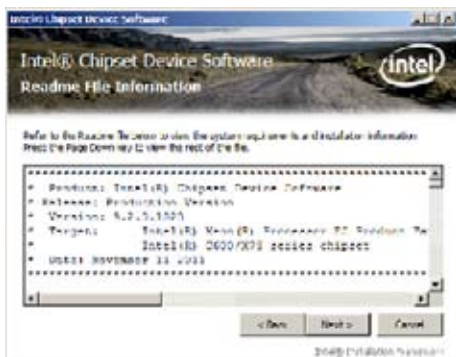 Intel(R) Chipset Device Software
Intel® Chipset Device Software
intel
Readme File Information
Refer to the Readme file below to view the system requirements and installation information.
Press the Page Down key to view the rest of the file.
* Product: Intel(R) Chipset Device Software
* Release: Production Version
* Version:
* Target: Intel(R) Xeon(R) Processor E5 Product
* Intel(R) C600/X79 series chipset
* Date: November 11 2011
< Back
Next >
Cancel
Intel® Installation Framework